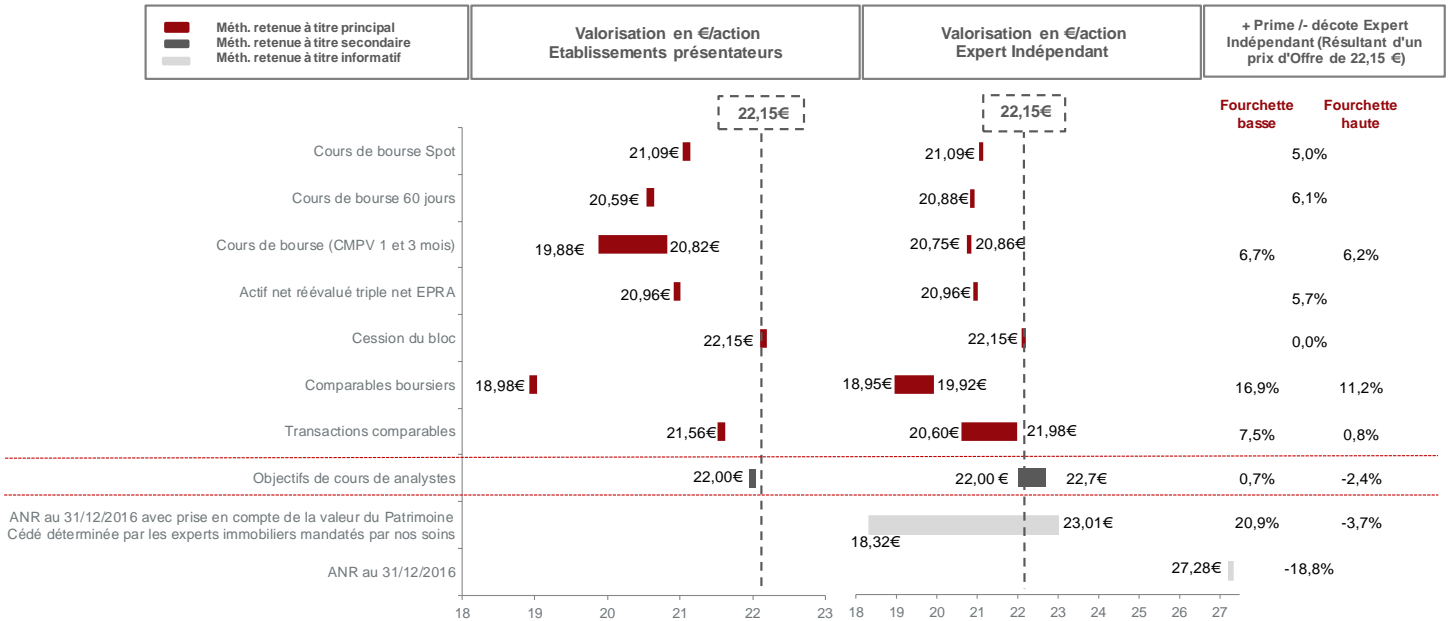 Méth. retenue à titre principal
Méth. retenue à titre secondaire
Méth. retenue à titre informatif
Valorisation en €/action
Etablissements présentateurs
Valorisation en €/action
Expert Indépendant
+ Prime /- décote Expert
Indépendant (Résultant d'un
prix d'Offre de 22,15 €)
22,15€
22,15€
Fourchette
basse
Fourchette
haute
Cours de bourse Spot
21,09€
21,09€
5,0%
Cours de bourse 60 jours
20,59€
20,88€
6,1%
Cours de bourse (CMPV 1 et 3 mois)
19,88€
20,82€
20,75€
20,86€
6,7%
6,2%
Actif net réévalué triple net EPRA
20,96€
20,96€
5,7%
Cession du bloc
22,15€
22,15€
0,0%
Comparables boursiers
18,98€
18,95€
19,92€
16,9%
11,2%
Transactions comparables
21,56€
20,60€
21,98€
7,5%
0,8%
Objectifs de cours de analystes
22,00€
22,00 €
22,7€
0,7%
-2,4%
ANR au 31/12/2016 avec prise en compte de la valeur du Patrimoine
Cédé déterminée par les experts immobiliers mandatés par nos soins
18,32€
23,01€
20,9%
-3,7%
ANR au 31/12/2016
27,28€
-18,8%
18 19 20 21 22 23
18 19 20 21 22 23 24 25 26 27